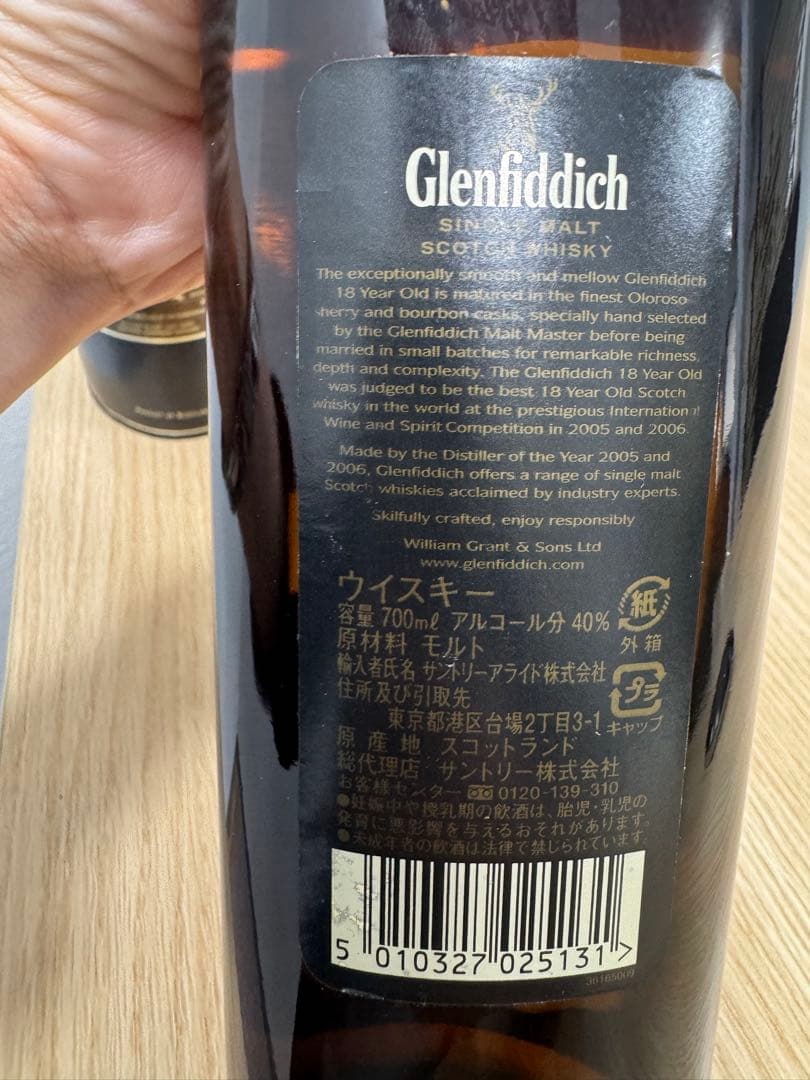 Glenfiddich
SINGLE MALT
SCOTCH WHISKY
The exceptionally smooth and mellow Glenfiddich
18 Year Old is matured in the finest Oloroso
sherry and bourbon casks, specially hand selected
by the Glenfiddich Malt Master before being
married in small batches for remarkable richness,
depth and complexity. The Glenfiddich 18 Year Old
was judged to be the best 18 Year Old Scotch
whisky in the world at the prestigious International
Wine and Spirit Competition in 2005 and 2006.
Made by the Distiller of the Year 2005 and
2006, Glenfiddich offers a range of single malt
Scotch whiskies acclaimed by industry experts.
Skilfully crafted, enjoy responsibly
William Grant & Sons Ltd
www.glenfiddich.com
ウイスキー
容量 700mℓ アルコール分 40%
紙
外箱
原材料 モルト
輸入者氏名 サントリーアライド株式会社
住所及び引取先
東京都港区台場2丁目3-1
プラ
キャップ
原産地 スコットランド
総代理店 サントリー株式会社
お客様センター 0120-139-310
●妊娠中や授乳期の飲酒は、胎児・乳児の
発育に悪影響を与えるおそれがあります。
●未成年者の飲酒は法律で禁じられています。
5 010327 025131 >
36165009